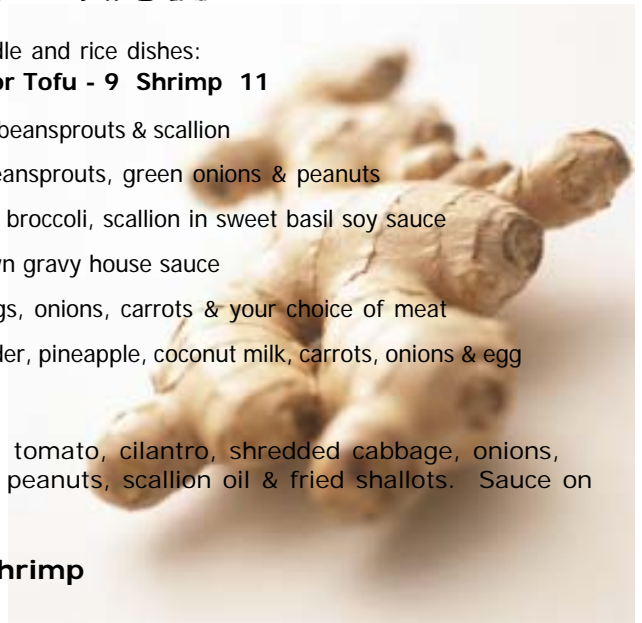 dle and rice dishes:
or Tofu - 9 Shrimp 11
beansprouts & scallion
eansprouts, green onions & peanuts
broccoli, scallion in sweet basil soy sauce
wn gravy house sauce
gs, onions, carrots & your choice of meat
der, pineapple, coconut milk, carrots, onions & egg
tomato, cilantro, shredded cabbage, onions,
peanuts, scallion oil & fried shallots. Sauce on
hrimp